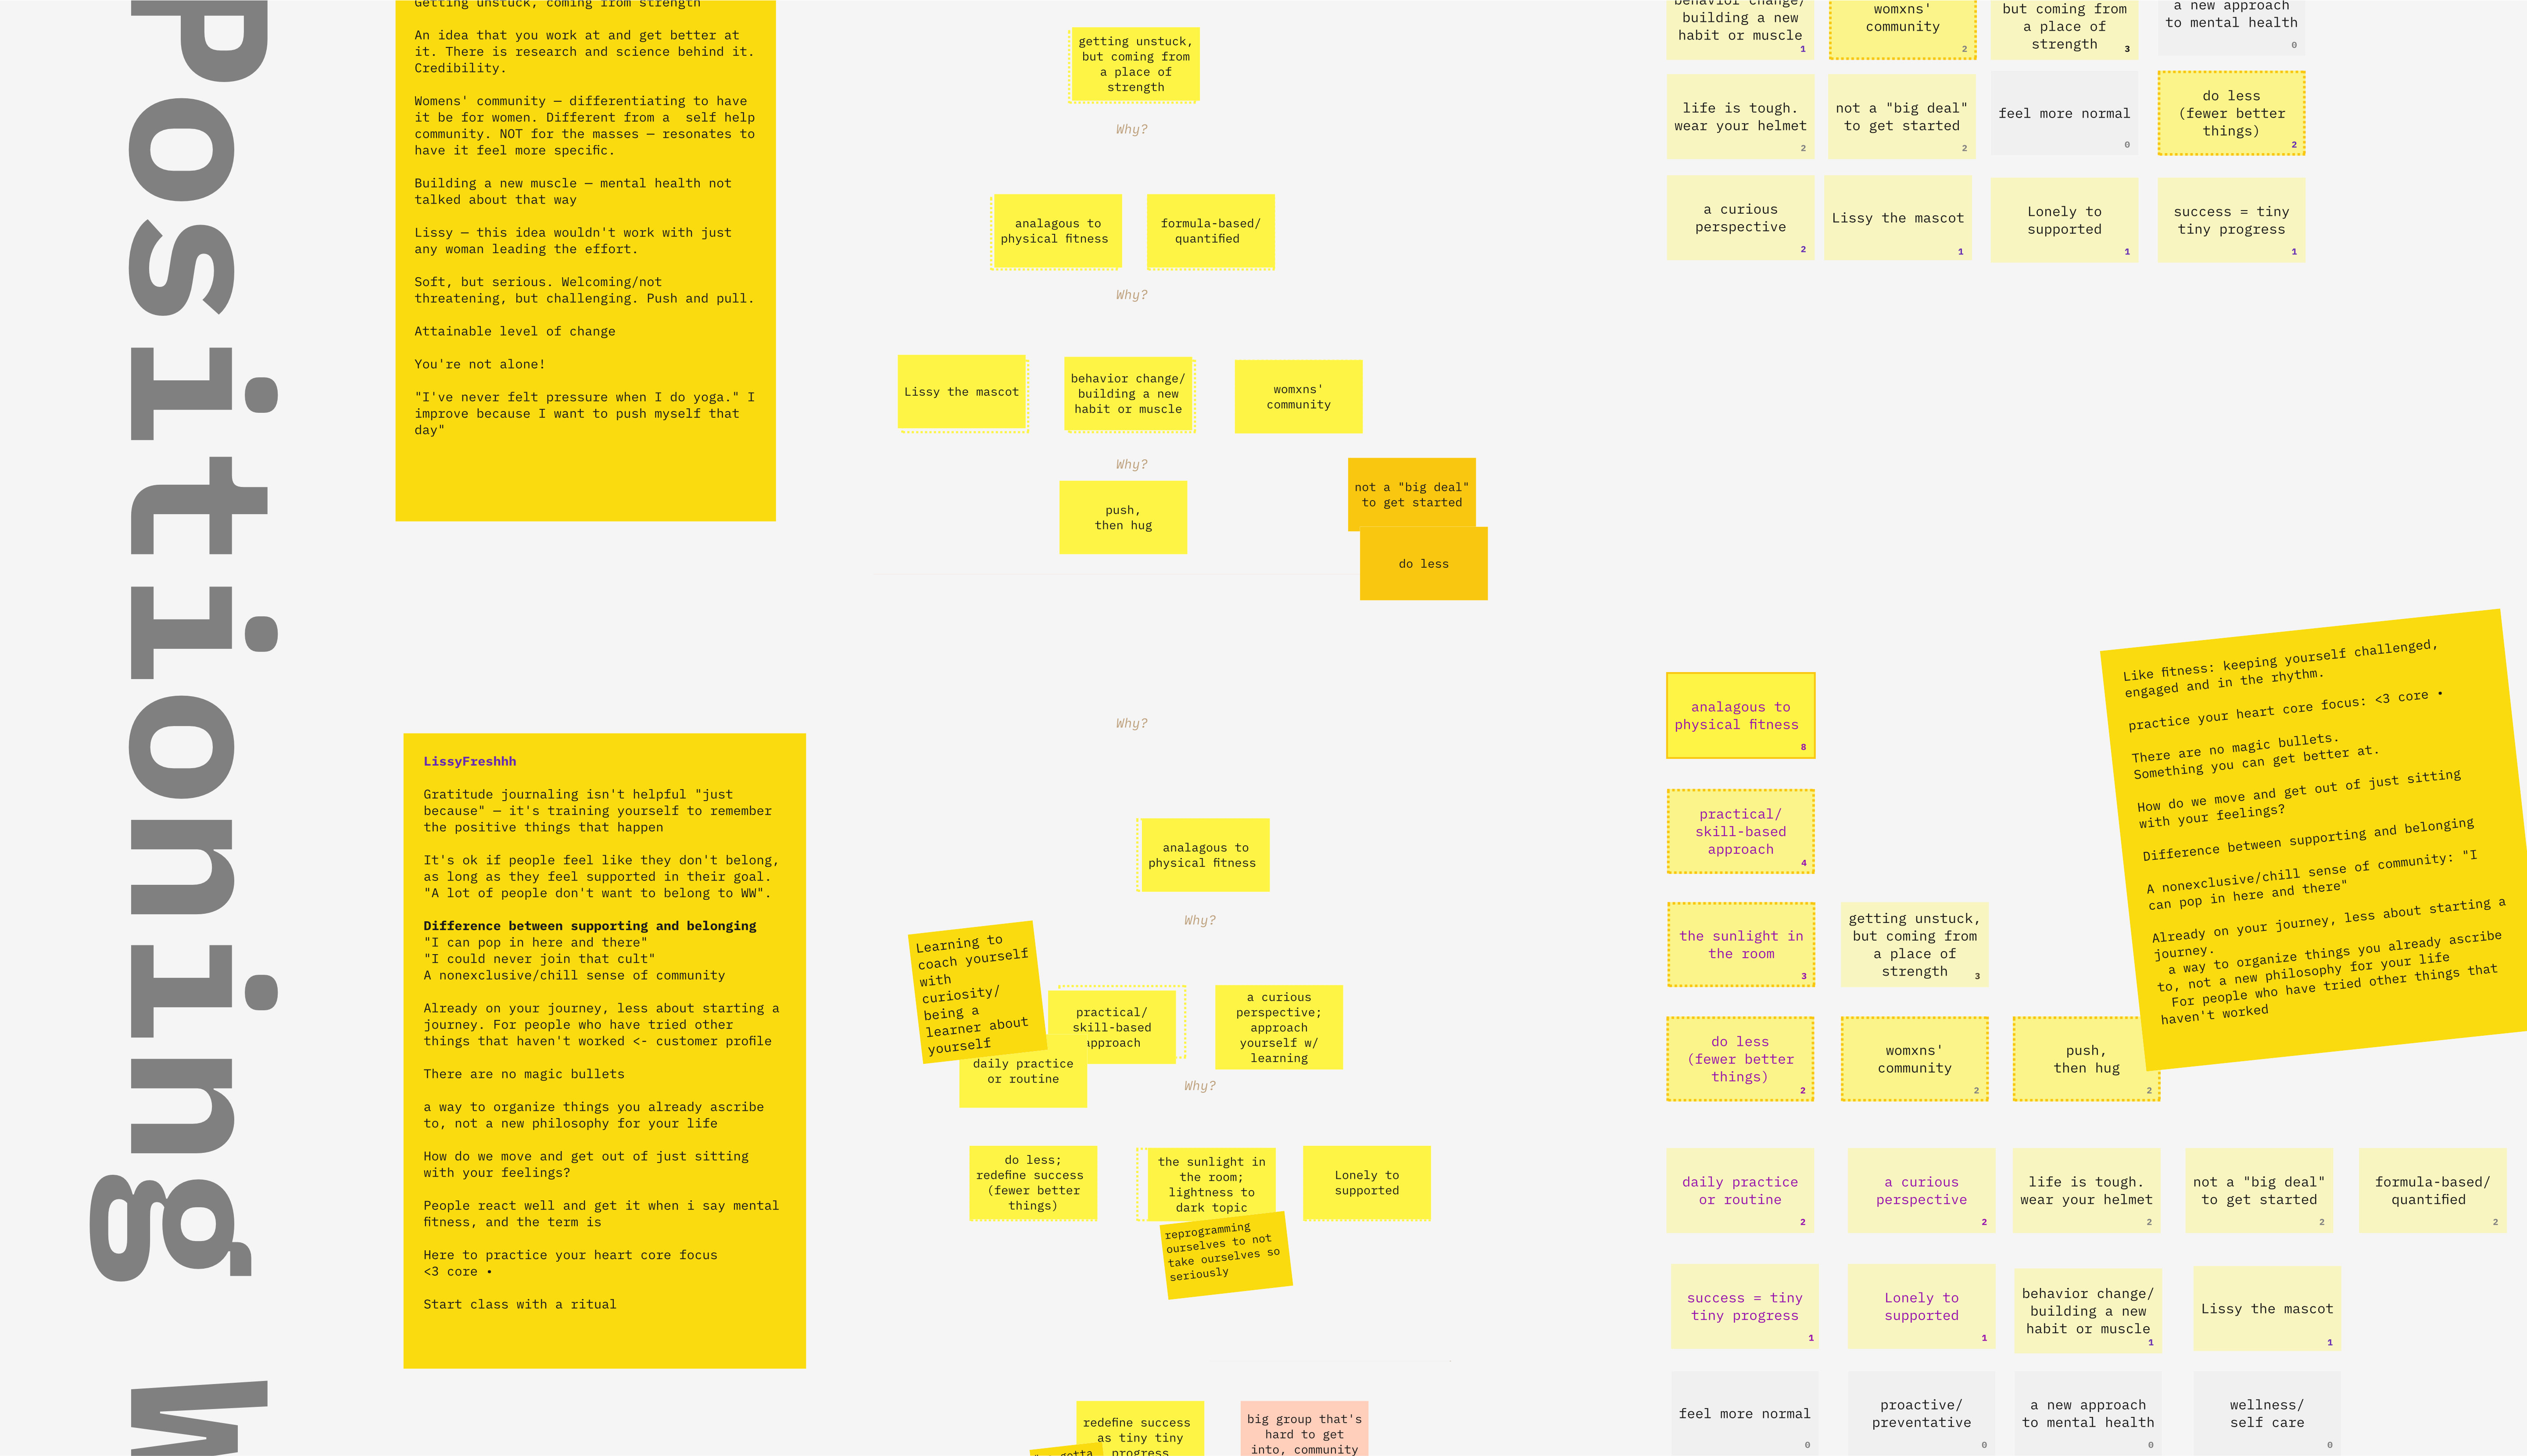 Positioning W
Getting unstuck, coming from strength
An idea that you work at and get better at
it. There is research and science behind it.
Credibility.
Womens' community — differentiating to have
it be for women. Different from a  self help
community. NOT for the masses — resonates to
have it feel more specific.
Building a new muscle — mental health not
talked about that way
Lissy — this idea wouldn't work with just
any woman leading the effort.
Soft, but serious. Welcoming/not
threatening, but challenging. Push and pull.
Attainable level of change
You're not alone!
"I've never felt pressure when I do yoga." I
improve because I want to push myself that
day"
getting unstuck,
but coming from
a place of
strength
Why?
analagous to
physical fitness
formula-based/
quantified
Why?
Lissy the mascot
behavior change/
building a new
habit or muscle
womxns'
community
Why?
push,
then hug
not a "big deal"
to get started
do less
behavior change/
building a new
habit or muscle
1
womxns'
community
2
but coming from
a place of
strength
3
a new approach
to mental health
0
life is tough.
wear your helmet
2
not a "big deal"
to get started
2
feel more normal
0
do less
(fewer better
things)
2
a curious
perspective
2
Lissy the mascot
1
Lonely to
supported
1
success = tiny
tiny progress
1
LissyFreshhh
Gratitude journaling isn't helpful "just
because" — it's training yourself to remember
the positive things that happen
It's ok if people feel like they don't belong,
as long as they feel supported in their goal.
"A lot of people don't want to belong to WW".
Difference between supporting and belonging
"I can pop in here and there"
"I could never join that cult"
A nonexclusive/chill sense of community
Already on your journey, less about starting a
journey. For people who have tried other
things that haven't worked <- customer profile
There are no magic bullets
a way to organize things you already ascribe
to, not a new philosophy for your life
How do we move and get out of just sitting
with your feelings?
People react well and get it when i say mental
fitness, and the term is
Here to practice your heart core focus
<3 core •
Start class with a ritual
Why?
analagous to
physical fitness
Why?
Learning to
coach yourself
with
curiosity/
being a
learner about
yourself
practical/
skill-based
approach
daily practice
or routine
a curious
perspective;
approach
yourself w/
learning
Why?
do less;
redefine success
(fewer better
things)
the sunlight in
the room;
lightness to
dark topic
Lonely to
supported
reprogramming
ourselves to not
take ourselves so
seriously
redefine success
as tiny tiny
progress
gotta
big group that's
hard to get
into, community
analagous to
physical fitness
8
practical/
skill-based
approach
4
the sunlight in
the room
3
getting unstuck,
but coming from
a place of
strength
3
do less
(fewer better
things)
2
womxns'
community
2
push,
then hug
2
Like fitness: keeping yourself challenged,
engaged and in the rhythm.
practice your heart core focus: <3 core •
There are no magic bullets.
Something you can get better at.
How do we move and get out of just sitting
with your feelings?
Difference between supporting and belonging
A nonexclusive/chill sense of community: "I
can pop in here and there"
Already on your journey, less about starting a
journey.
a way to organize things you already ascribe
to, not a new philosophy for your life
For people who have tried other things that
haven't worked
daily practice
or routine
2
a curious
perspective
2
life is tough.
wear your helmet
2
not a "big deal"
to get started
2
formula-based/
quantified
2
success = tiny
tiny progress
1
Lonely to
supported
1
behavior change/
building a new
habit or muscle
1
Lissy the mascot
1
feel more normal
0
proactive/
preventative
0
a new approach
to mental health
0
wellness/
self care
0